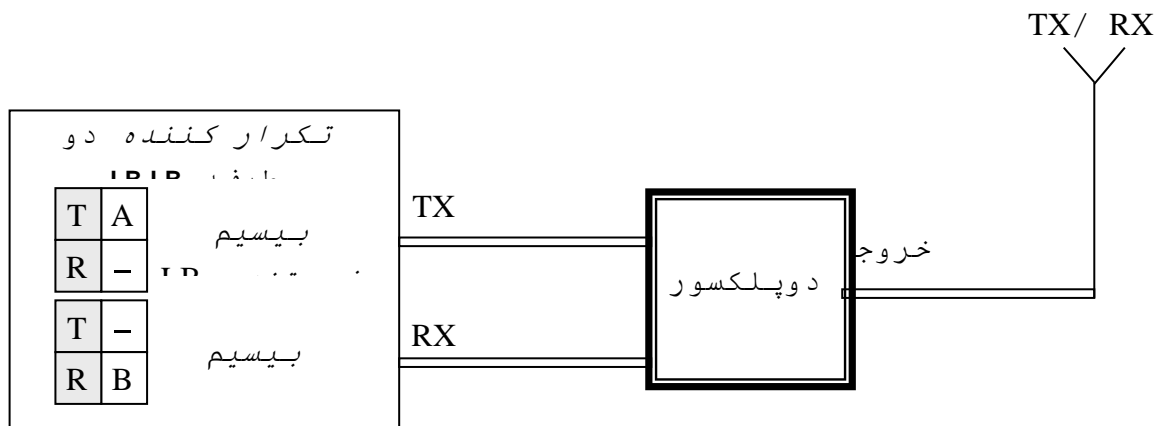 TX/ RX
تکرار کننده دو
T A
بیسیم
R –
T –
بیسیم
R B
TX
RX
دوپلکسور
خروج